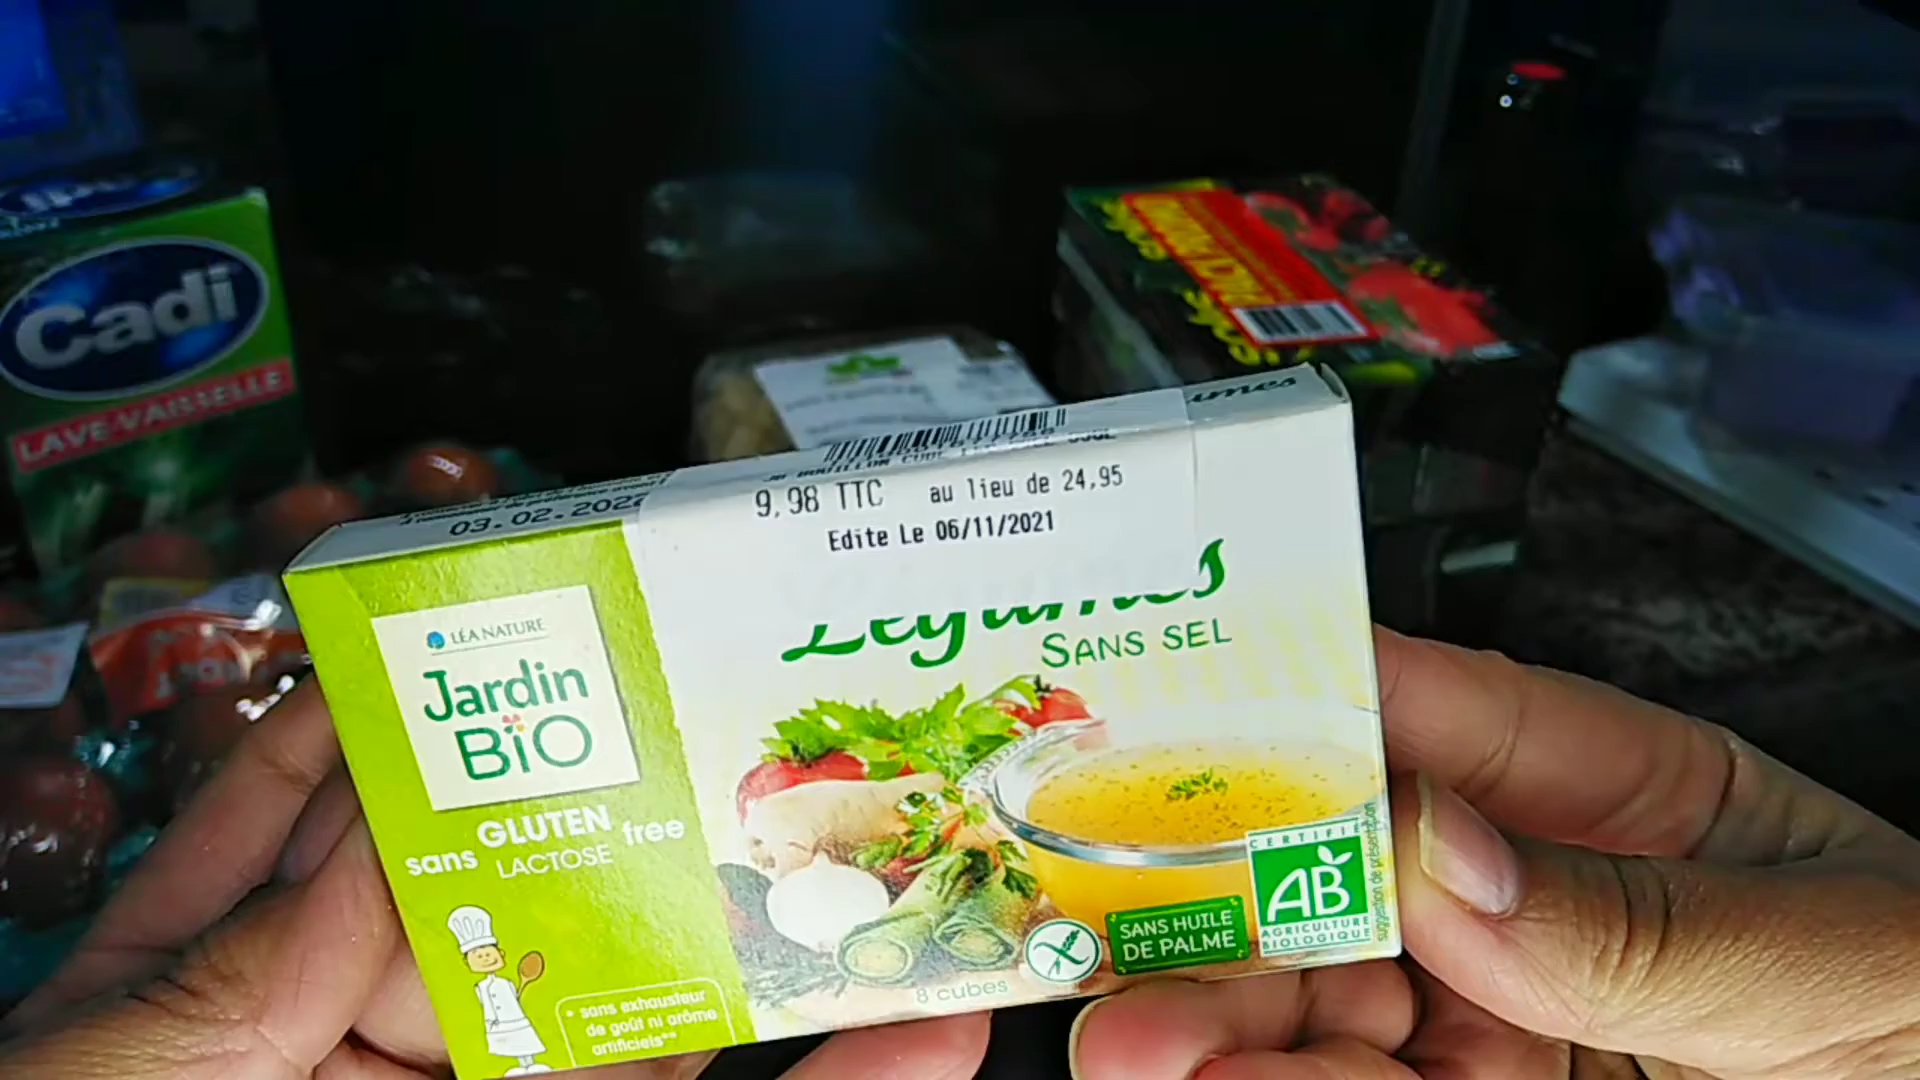 Cadi
LAVE-VAISSELLE
03.02.202
9,98 TTC au lieu de 24,95
Edite Le 06/11/2021
Légumes
SANS SEL
LÉA NATURE
Jardin
BiO
sans GLUTEN free
LACTOSE
• sans exhausteur
de goût ni arôme
artificiels**
8 cubes
SANS HUILE
DE PALME
CERTIFIÉ
AB
AGRICULTURE
BIOLOGIQUE
suggestion de présentation